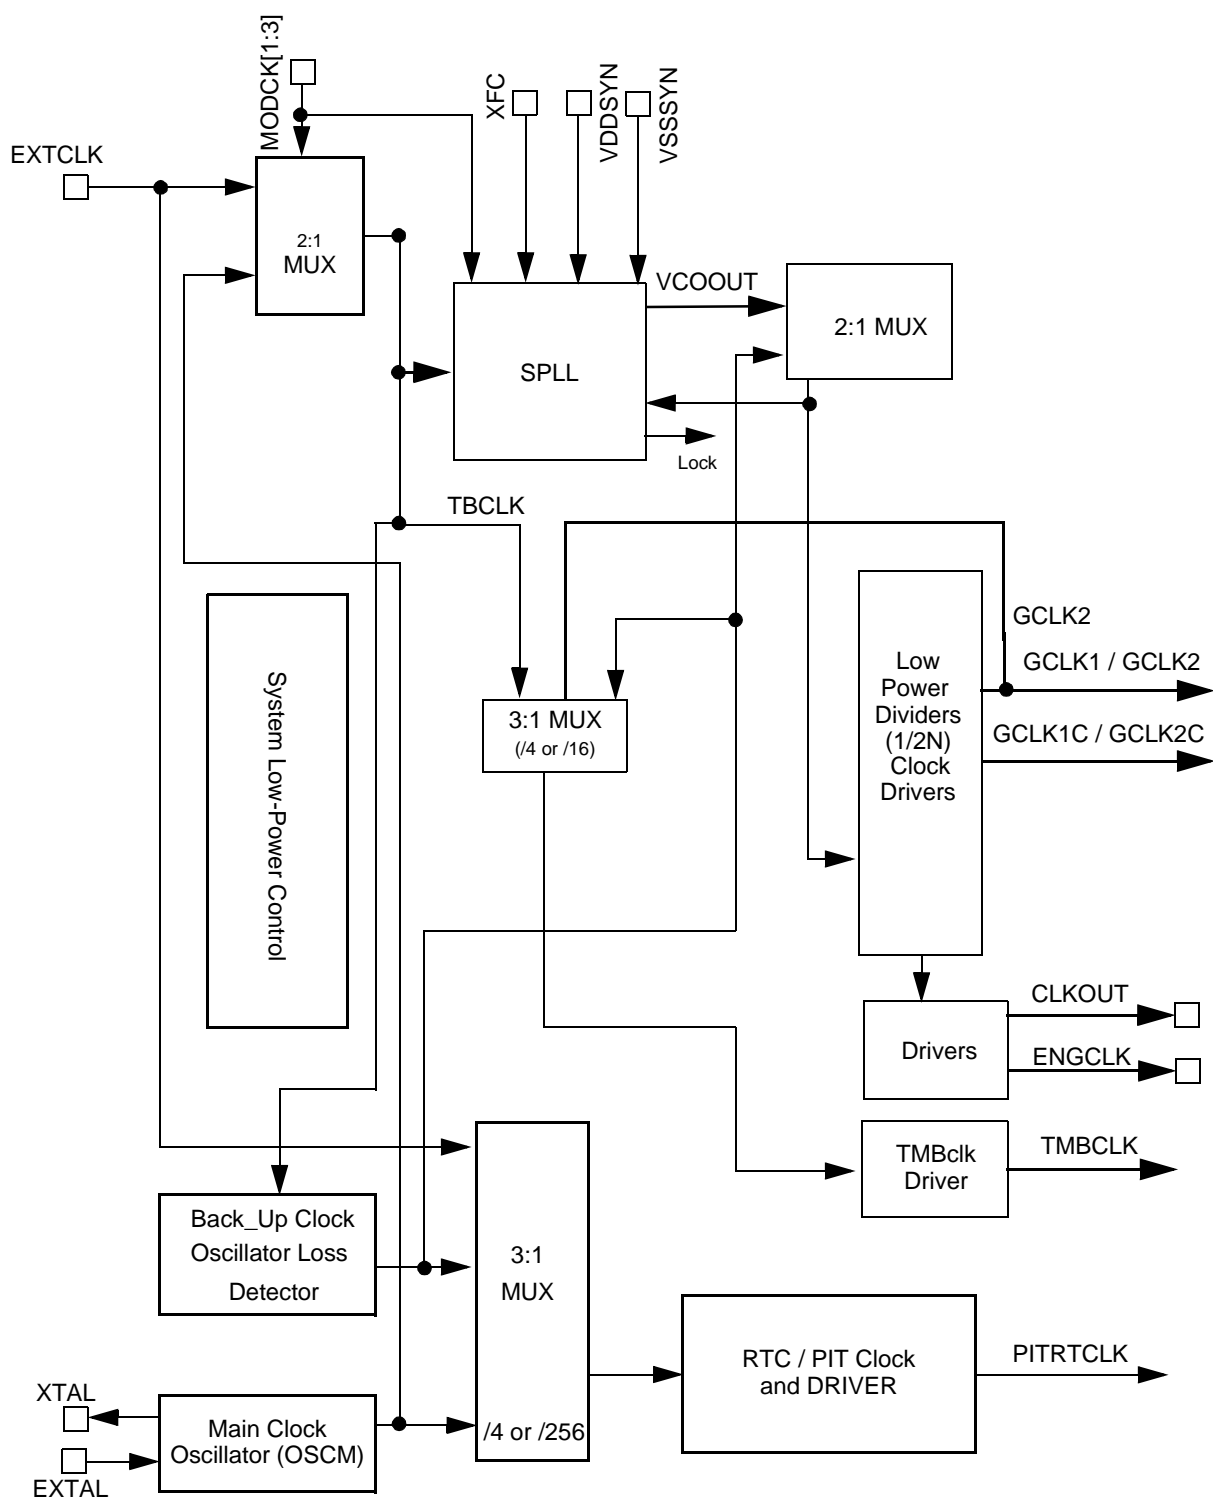 MODCK[1:3]
XFC
VDDSYN
VSSSYN
EXTCLK
2:1
MUX
VCOOUT
2:1 MUX
SPLL
Lock
TBCLK
GCLK2
GCLK1 / GCLK2
GCLK1C / GCLK2C
Low
Power
Dividers
(1/2N)
Clock
Drivers
System Low-Power Control
3:1 MUX
(/4 or /16)
CLKOUT
Drivers
ENGCLK
TMBclk
Driver
TMBCLK
Back_Up Clock
Oscillator Loss
Detector
3:1
MUX
/4 or /256
RTC / PIT Clock
and DRIVER
PITRTCLK
XTAL
Main Clock
Oscillator (OSCM)
EXTAL